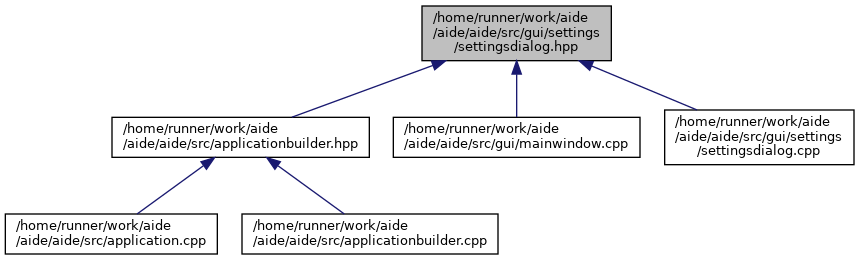 /home/runner/work/aide
/aide/aide/src/gui/settings
/settingsdialog.hpp
/home/runner/work/aide
/aide/aide/src/applicationbuilder.hpp
/home/runner/work/aide
/aide/aide/src/gui/mainwindow.cpp
/home/runner/work/aide
/aide/aide/src/gui/settings
/settingsdialog.cpp
/home/runner/work/aide
/aide/aide/src/application.cpp
/home/runner/work/aide
/aide/aide/src/applicationbuilder.cpp